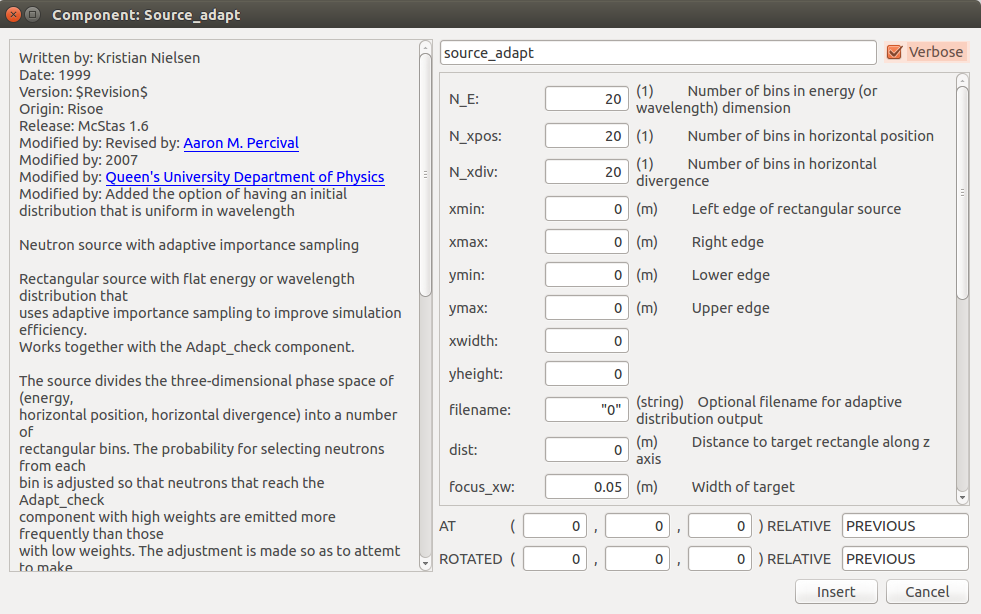 Component: Source_adapt
Written by: Kristian Nielsen
Date: 1999
Version: $Revision$
Origin: Risoe
Release: McStas 1.6
Modified by: Revised by: Aaron M. Percival
Modified by: 2007
Modified by: Queen's University Department of Physics
Modified by: Added the option of having an initial
distribution that is uniform in wavelength
Neutron source with adaptive importance sampling
Rectangular source with flat energy or wavelength
distribution that
uses adaptive importance sampling to improve simulation
efficiency.
Works together with the Adapt_check component.
The source divides the three-dimensional phase space of
(energy,
horizontal position, horizontal divergence) into a number
of
rectangular bins. The probability for selecting neutrons
from each
bin is adjusted so that neutrons that reach the
Adapt_check
component with high weights are emitted more
frequently than those
with low weights. The adjustment is made so as to attemt
to make
source_adapt
Verbose
N_E: 20 (1) Number of bins in energy (or
wavelength) dimension
N_xpos: 20 (1) Number of bins in horizontal position
N_xdiv: 20 (1) Number of bins in horizontal
divergence
xmin: 0 (m) Left edge of rectangular source
xmax: 0 (m) Right edge
ymin: 0 (m) Lower edge
ymax: 0 (m) Upper edge
xwidth: 0
yheight: 0
filename: "0" (string) Optional filename for adaptive
distribution output
dist: 0 (m) Distance to target rectangle along z
axis
focus_xw: 0.05 (m) Width of target
AT ( 0 , 0 , 0 ) RELATIVE PREVIOUS
ROTATED ( 0 , 0 , 0 ) RELATIVE PREVIOUS
Insert Cancel